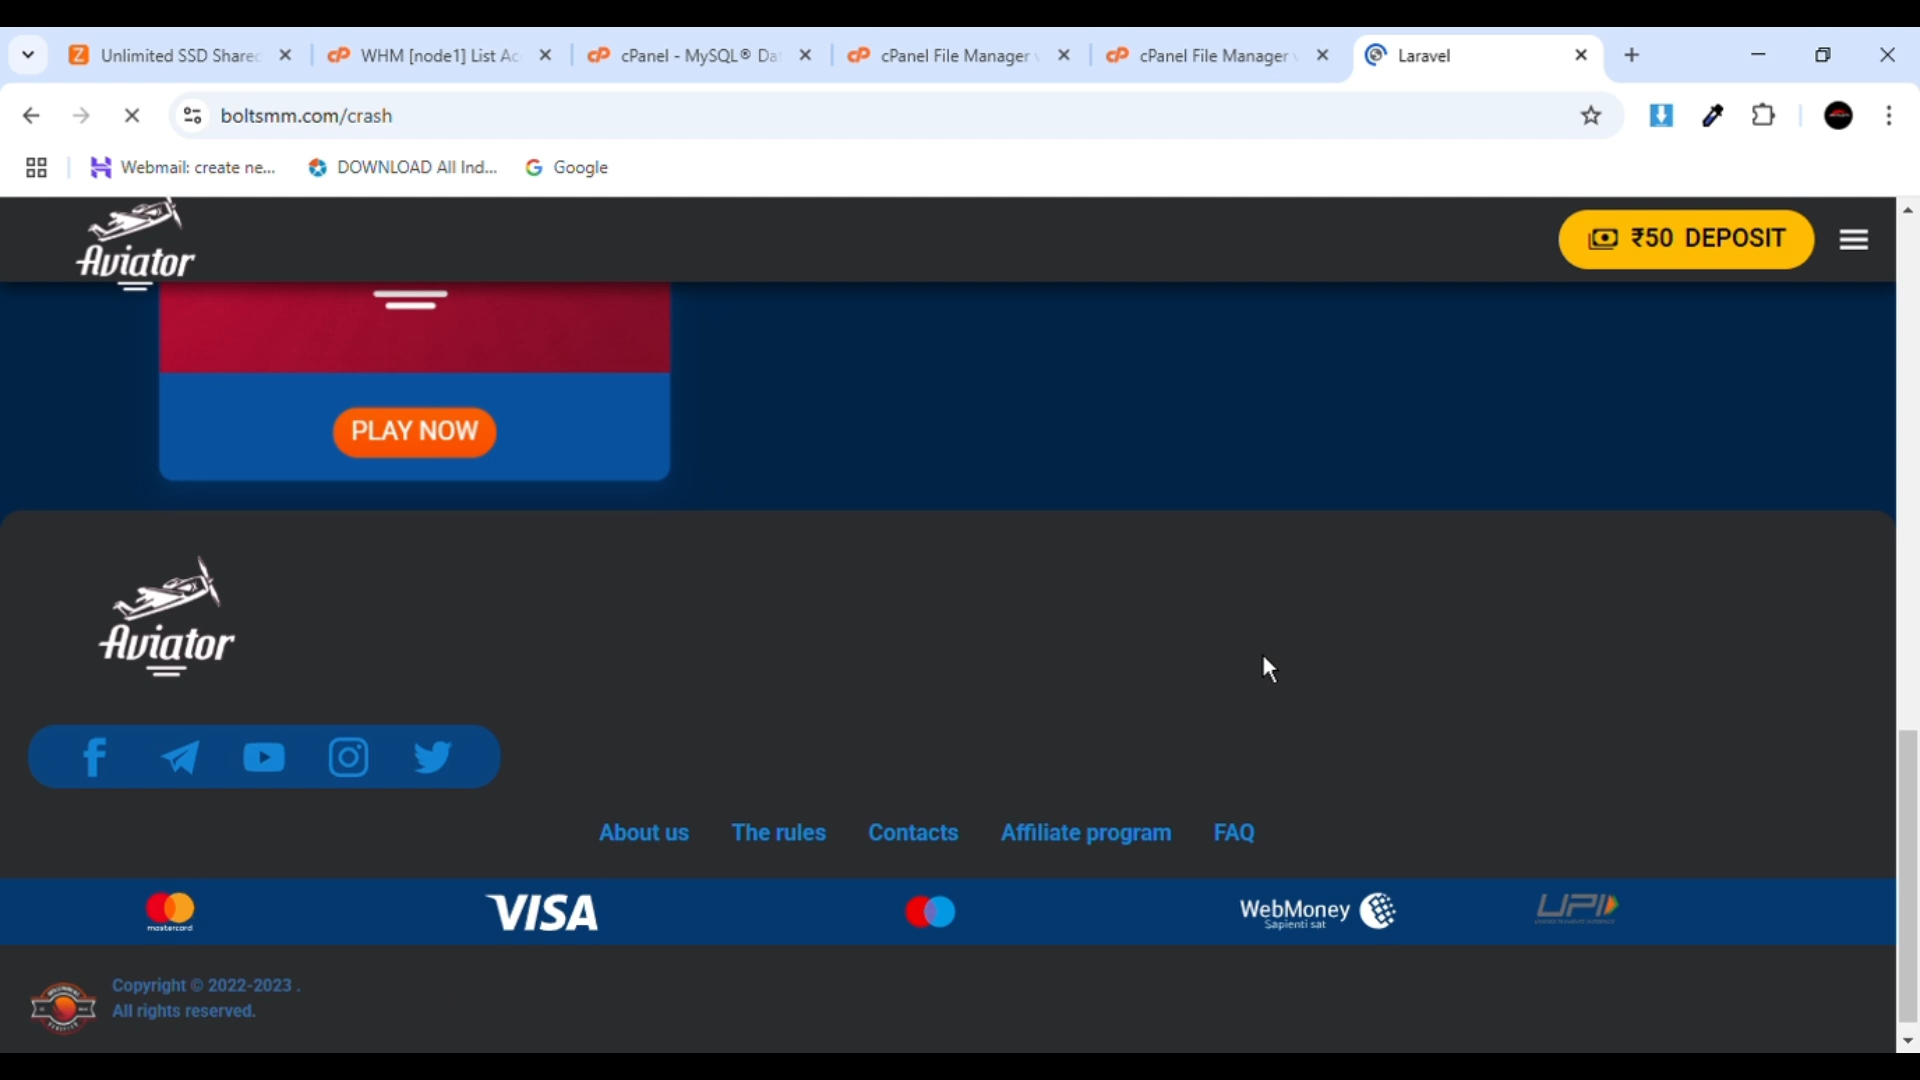 Unlimited SSD Shared
WHM [node1] List Ac
cPanel - MySQL® Da
cPanel File Manager v
cPanel File Manager v
Laravel
boltsmm.com/crash
Webmail: create ne...
DOWNLOAD All Ind...
Google
Aviator
₹50 DEPOSIT
PLAY NOW
Aviator
About us
The rules
Contacts
Affiliate program
FAQ
mastercard
VISA
WebMoney
Sapienti sat
UPI
Copyright © 2022-2023 .
All rights reserved.